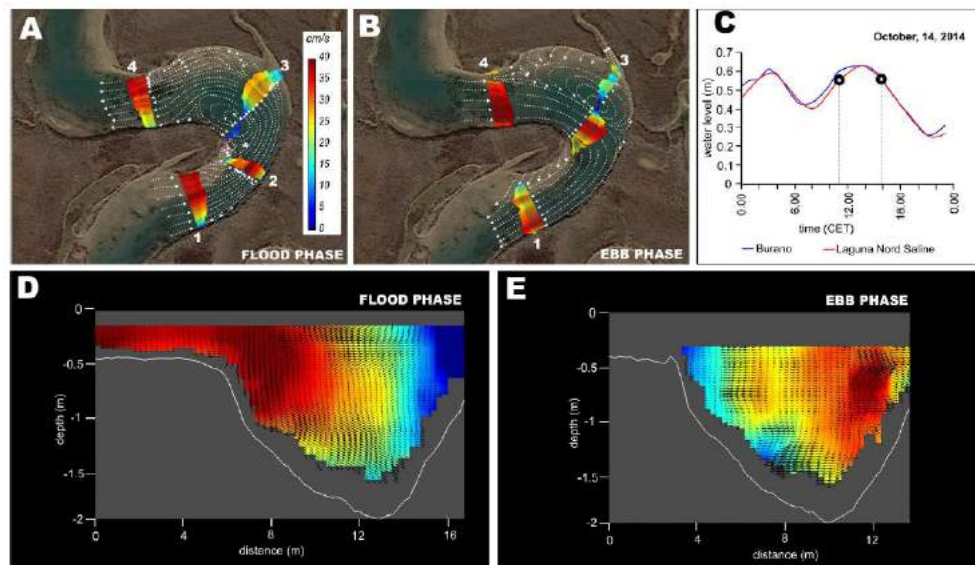 A
cm/s
40
35
30
25
20
15
10
5
0
4
3
2
1
FLOOD PHASE
B
4
3
1
EBB PHASE
C
October, 14, 2014
water level (m)
0.7
0.6
0.5
0.4
0.3
0.2
0.1
0
0.00
6.00
12.00
18.00
0.00
time (CET)
Burano
Laguna Nord Saline
D
FLOOD PHASE
depth (m)
0
-0.5
-1
-1.5
-2
0
4
8
12
16
distance (m)
E
EBB PHASE
depth (m)
0
-0.5
-1
-1.5
-2
0
4
8
12
distance (m)